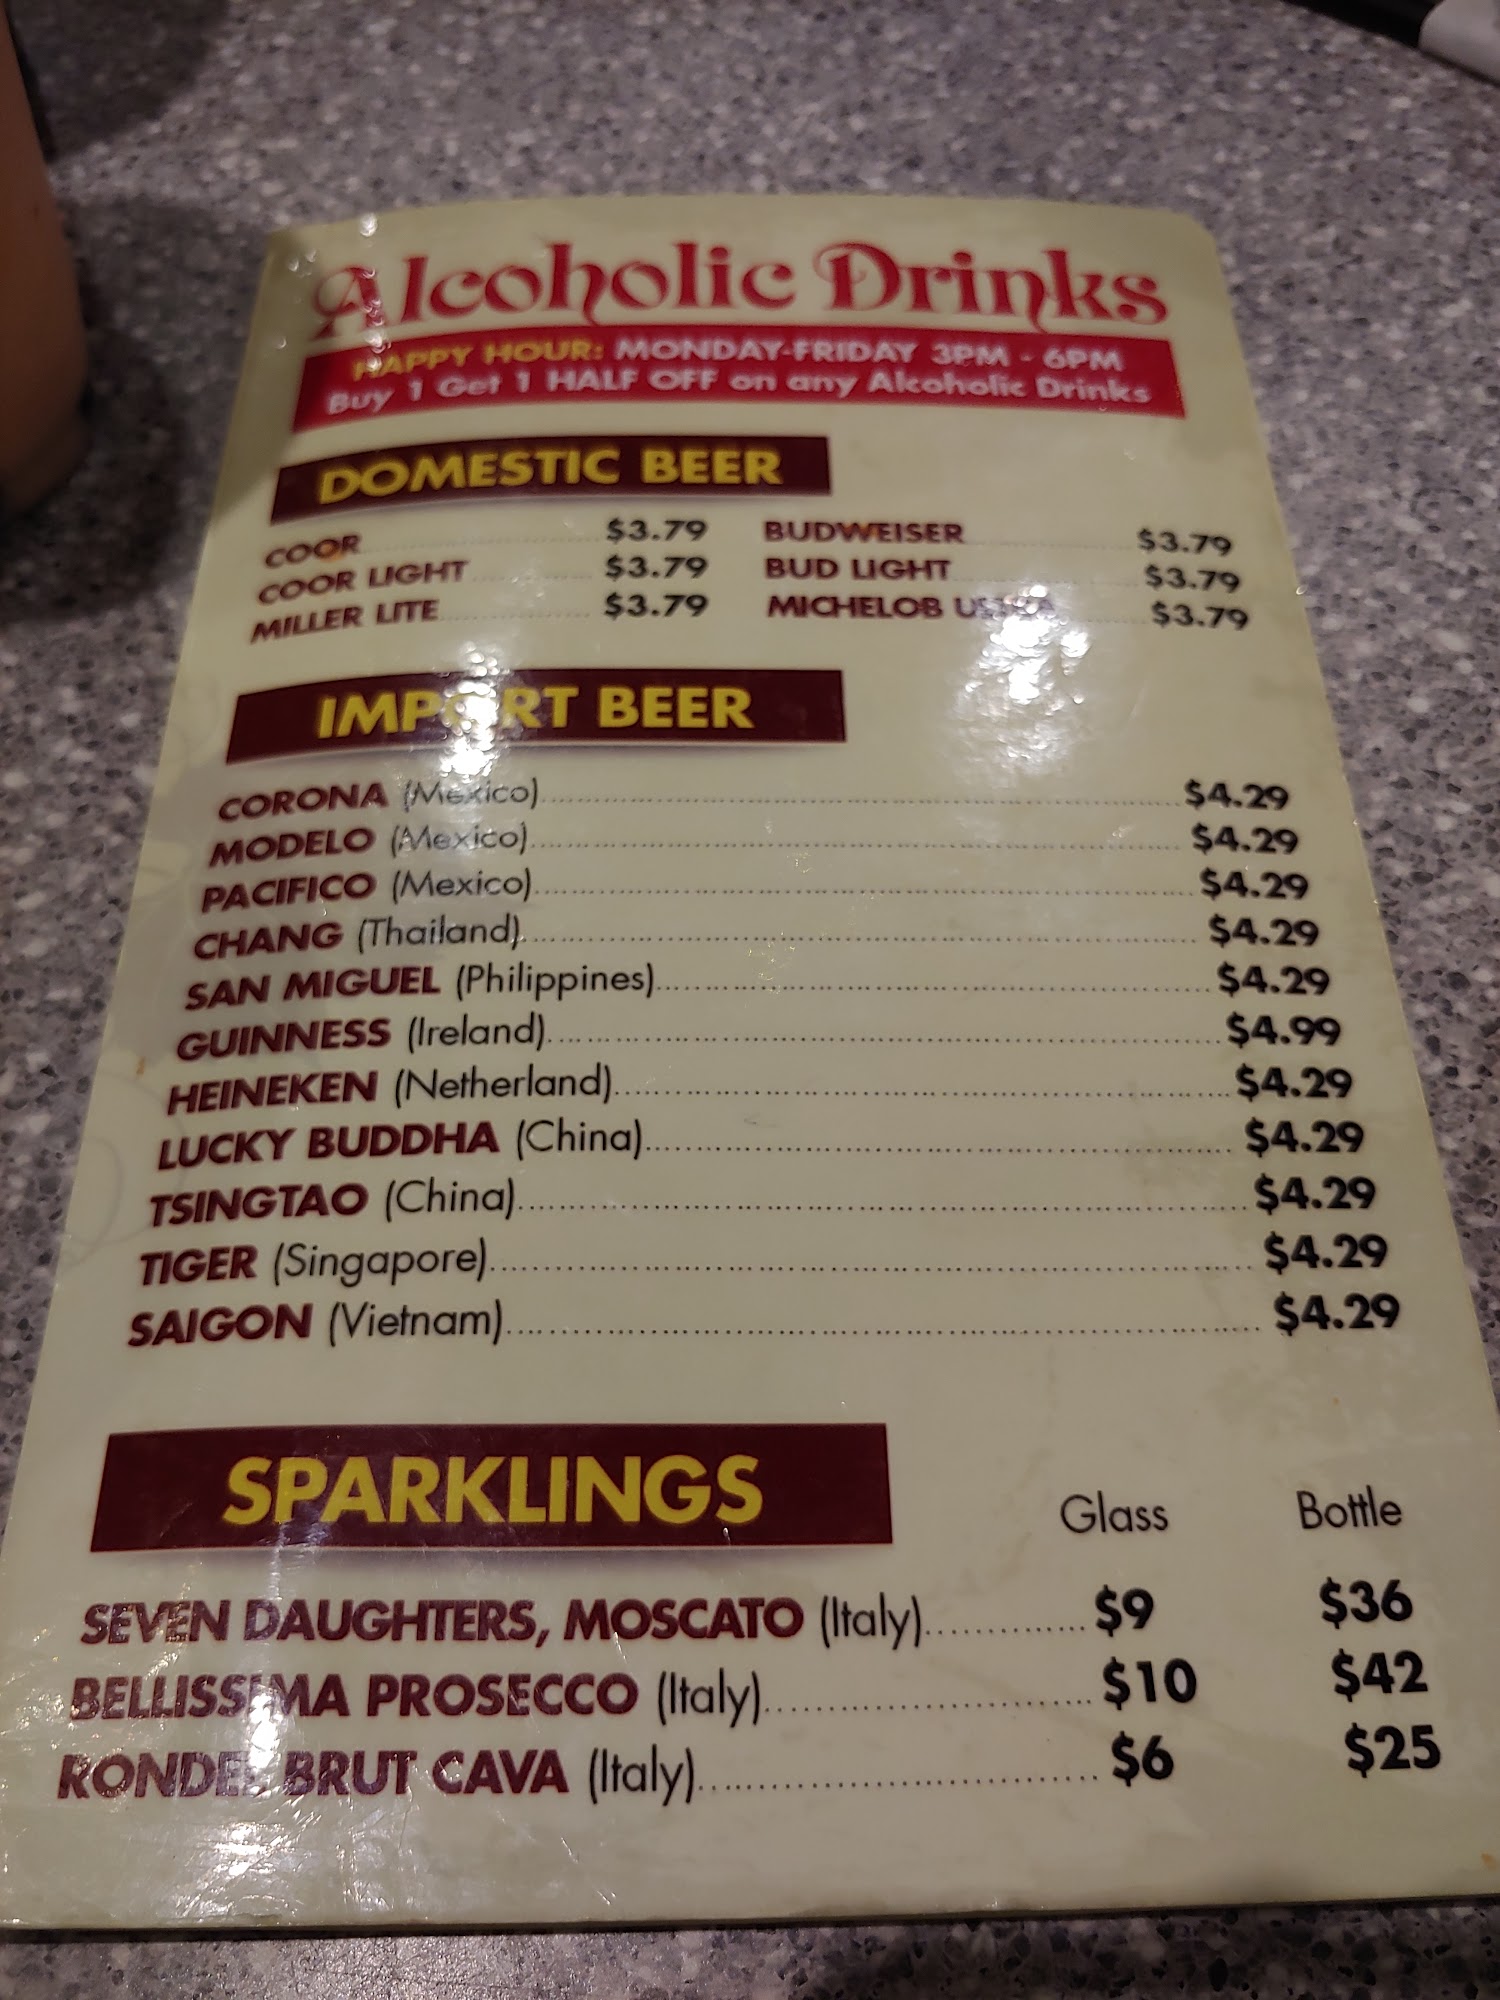 Alcoholic Drinks
HAPPY HOUR: MONDAY-FRIDAY 3PM - 6PM
Buy 1 Get 1 HALF OFF on any Alcoholic Drinks
DOMESTIC BEER
COOR $3.79 BUDWEISER $3.79
COOR LIGHT $3.79 BUD LIGHT $3.79
MILLER LITE $3.79 MICHELOB ULTRA $3.79
IMPORT BEER
CORONA (Mexico) $4.29
MODELO (Mexico) $4.29
PACIFICO (Mexico) $4.29
CHANG (Thailand) $4.29
SAN MIGUEL (Philippines) $4.29
GUINNESS (Ireland) $4.99
HEINEKEN (Netherland) $4.29
LUCKY BUDDHA (China) $4.29
TSINGTAO (China) $4.29
TIGER (Singapore) $4.29
SAIGON (Vietnam) $4.29
SPARKLINGS Glass Bottle
SEVEN DAUGHTERS, MOSCATO (Italy) $9 $36
BELLISSIMA PROSECCO (Italy) $10 $42
RONDEL BRUT CAVA (Italy) $6 $25